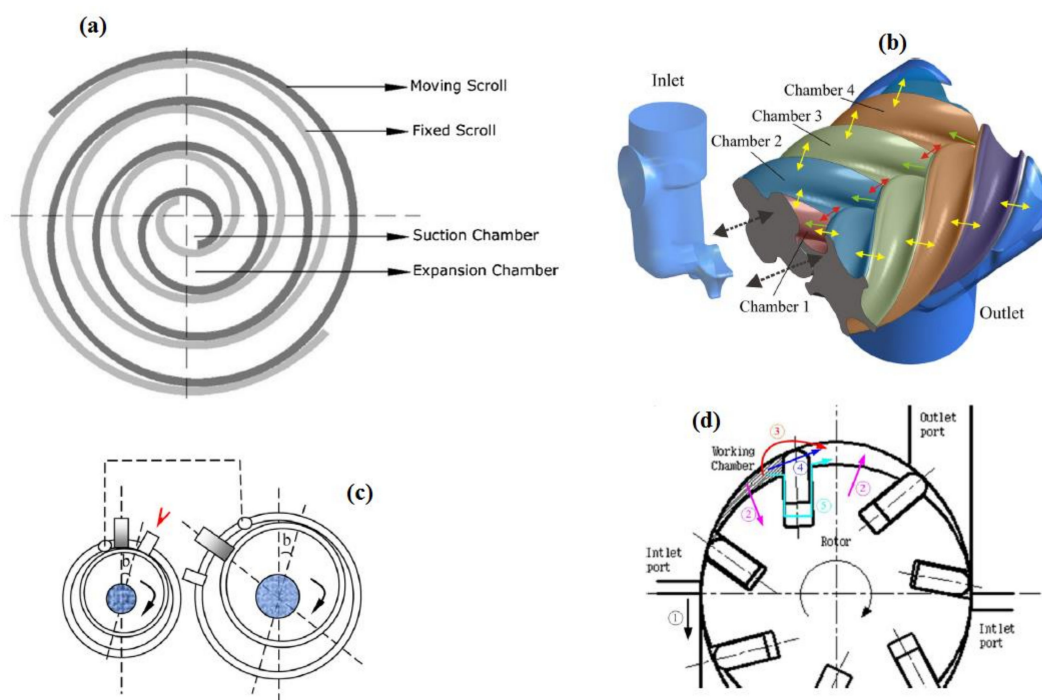 (a)
Moving Scroll
Fixed Scroll
Suction Chamber
Expansion Chamber
(b)
Inlet
Chamber 4
Chamber 3
Chamber 2
Chamber 1
Outlet
(c)
b
b
(d)
Outlet
port
③
Working
Chamber
④
②
②
⑤
Rotor
Intlet
port
①
Intlet
port